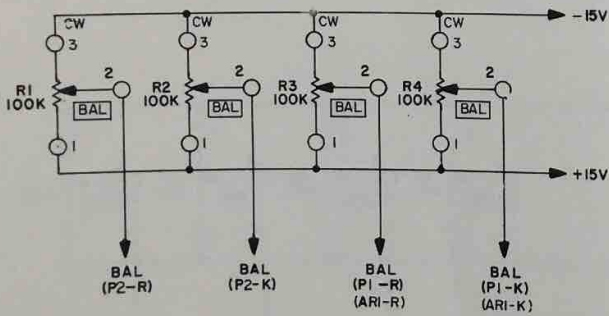 CW CW CW CW -15V
3 3 3 3
R1 100K 2 BAL
R2 100K 2 BAL
R3 100K 2 BAL
R4 100K 2 BAL
1 1 1 1
+15V
BAL
(P2-R)
BAL
(P2-K)
BAL
(P1-R)
(AR1-R)
BAL
(P1-K)
(AR1-K)